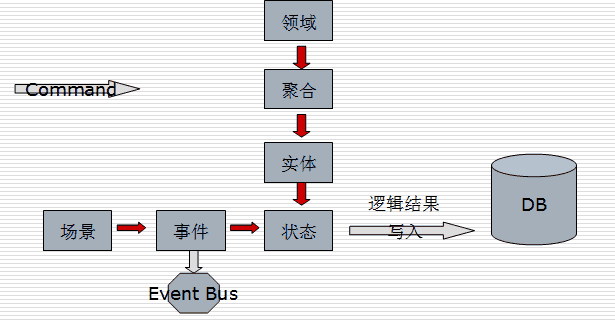 领域
Command
聚合
实体
逻辑结果
DB
场景
事件
状态
写入
Event Bus